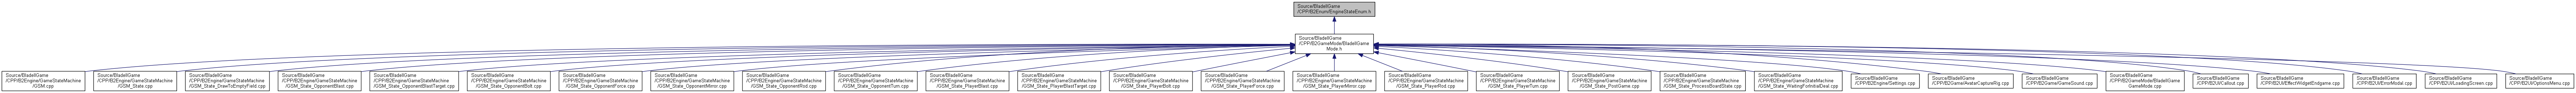 Source/BladeIIGame
/CPP/B2Enum/EngineStateEnum.h
Source/BladeIIGame
/CPP/B2GameMode/BladeIIGame
Mode.h
Source/BladeIIGame
/CPP/B2Engine/GameStateMachine
/GSM.cpp
Source/BladeIIGame
/CPP/B2Engine/GameStateMachine
/GSM_State.cpp
Source/BladeIIGame
/CPP/B2Engine/GameStateMachine
/GSM_State_DrawToEmptyField.cpp
Source/BladeIIGame
/CPP/B2Engine/GameStateMachine
/GSM_State_OpponentBlast.cpp
Source/BladeIIGame
/CPP/B2Engine/GameStateMachine
/GSM_State_OpponentBlastTarget.cpp
Source/BladeIIGame
/CPP/B2Engine/GameStateMachine
/GSM_State_OpponentBolt.cpp
Source/BladeIIGame
/CPP/B2Engine/GameStateMachine
/GSM_State_OpponentForce.cpp
Source/BladeIIGame
/CPP/B2Engine/GameStateMachine
/GSM_State_OpponentMirror.cpp
Source/BladeIIGame
/CPP/B2Engine/GameStateMachine
/GSM_State_OpponentRod.cpp
Source/BladeIIGame
/CPP/B2Engine/GameStateMachine
/GSM_State_OpponentTurn.cpp
Source/BladeIIGame
/CPP/B2Engine/GameStateMachine
/GSM_State_PlayerBlast.cpp
Source/BladeIIGame
/CPP/B2Engine/GameStateMachine
/GSM_State_PlayerBlastTarget.cpp
Source/BladeIIGame
/CPP/B2Engine/GameStateMachine
/GSM_State_PlayerBolt.cpp
Source/BladeIIGame
/CPP/B2Engine/GameStateMachine
/GSM_State_PlayerForce.cpp
Source/BladeIIGame
/CPP/B2Engine/GameStateMachine
/GSM_State_PlayerMirror.cpp
Source/BladeIIGame
/CPP/B2Engine/GameStateMachine
/GSM_State_PlayerRod.cpp
Source/BladeIIGame
/CPP/B2Engine/GameStateMachine
/GSM_State_PlayerTurn.cpp
Source/BladeIIGame
/CPP/B2Engine/GameStateMachine
/GSM_State_PostGame.cpp
Source/BladeIIGame
/CPP/B2Engine/GameStateMachine
/GSM_State_ProcessBoardState.cpp
Source/BladeIIGame
/CPP/B2Engine/GameStateMachine
/GSM_State_WaitingForInitialDeal.cpp
Source/BladeIIGame
/CPP/B2Engine/Settings.cpp
Source/BladeIIGame
/CPP/B2Game/AvatarCaptureRig.cpp
Source/BladeIIGame
/CPP/B2Game/GameSound.cpp
Source/BladeIIGame
/CPP/B2GameMode/BladeIIGame
GameMode.cpp
Source/BladeIIGame
/CPP/B2UI/Callout.cpp
Source/BladeIIGame
/CPP/B2UI/EffectWidgetEndgame.cpp
Source/BladeIIGame
/CPP/B2UI/ErrorModal.cpp
Source/BladeIIGame
/CPP/B2UI/LoadingScreen.cpp
Source/BladeIIGame
/CPP/B2UI/OptionsMenu.cpp